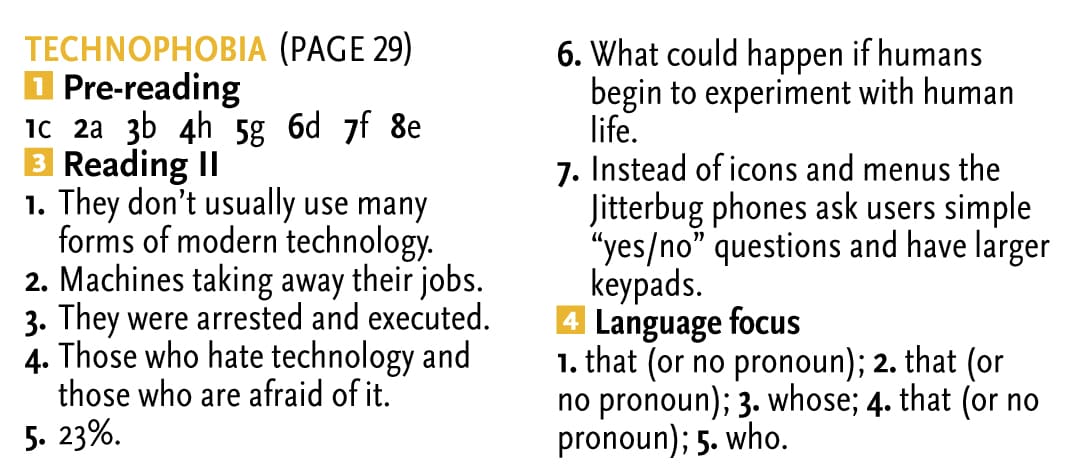 TECHNOPHOBIA (PAGE 29)
1 Pre-reading
1c 2a 3b 4h 5g 6d 7f 8e
3 Reading II
1. They don’t usually use many
forms of modern technology.
2. Machines taking away their jobs.
3. They were arrested and executed.
4. Those who hate technology and
those who are afraid of it.
5. 23%.
6. What could happen if humans
begin to experiment with human
life.
7. Instead of icons and menus the
Jitterbug phones ask users simple
“yes/no” questions and have larger
keypads.
4 Language focus
1. that (or no pronoun); 2. that (or
no pronoun); 3. whose; 4. that (or no
pronoun); 5. who.